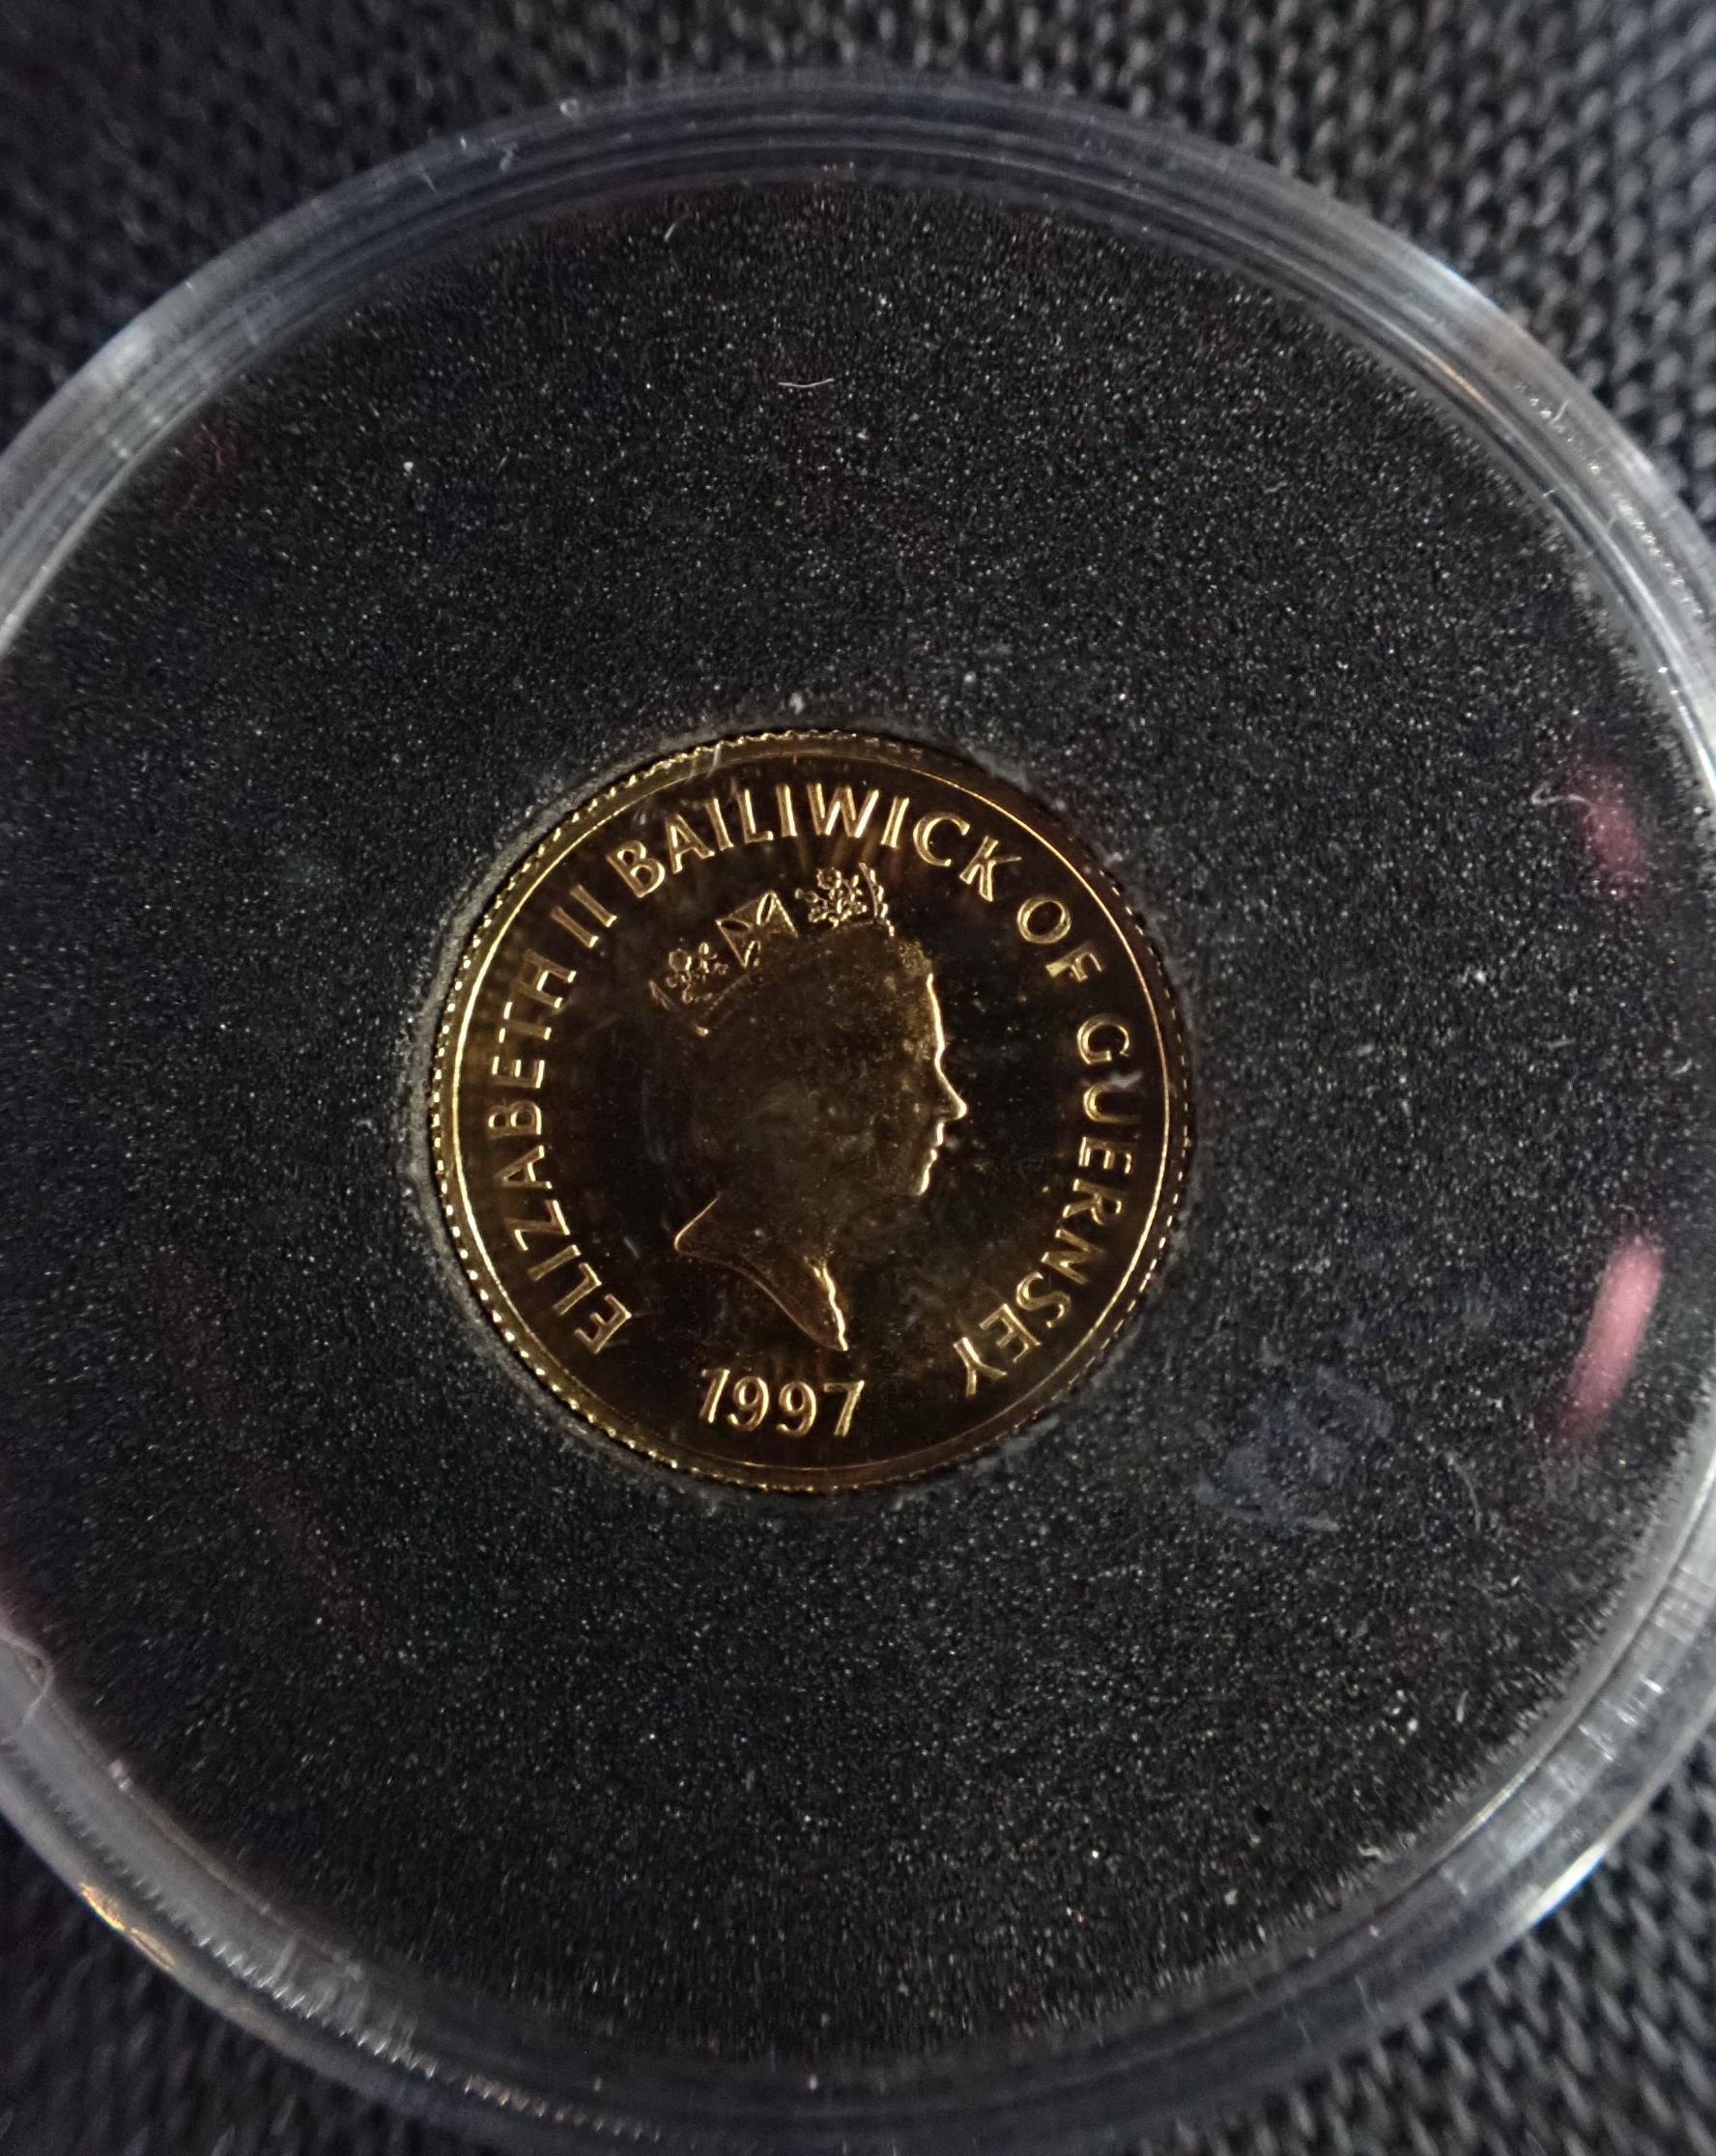 ELIZABETH II BAILIWICK OF GUERNSEY
1997